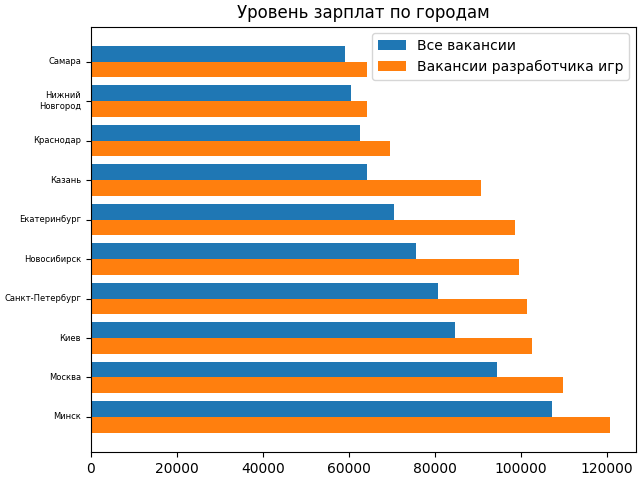 Уровень зарплат по городам
Все вакансии
Вакансии разработчика игр
Самара
Нижний
Новгород
Краснодар
Казань
Екатеринбург
Новосибирск
Санкт-Петербург
Киев
Москва
Минск
0 20000 40000 60000 80000 100000 120000